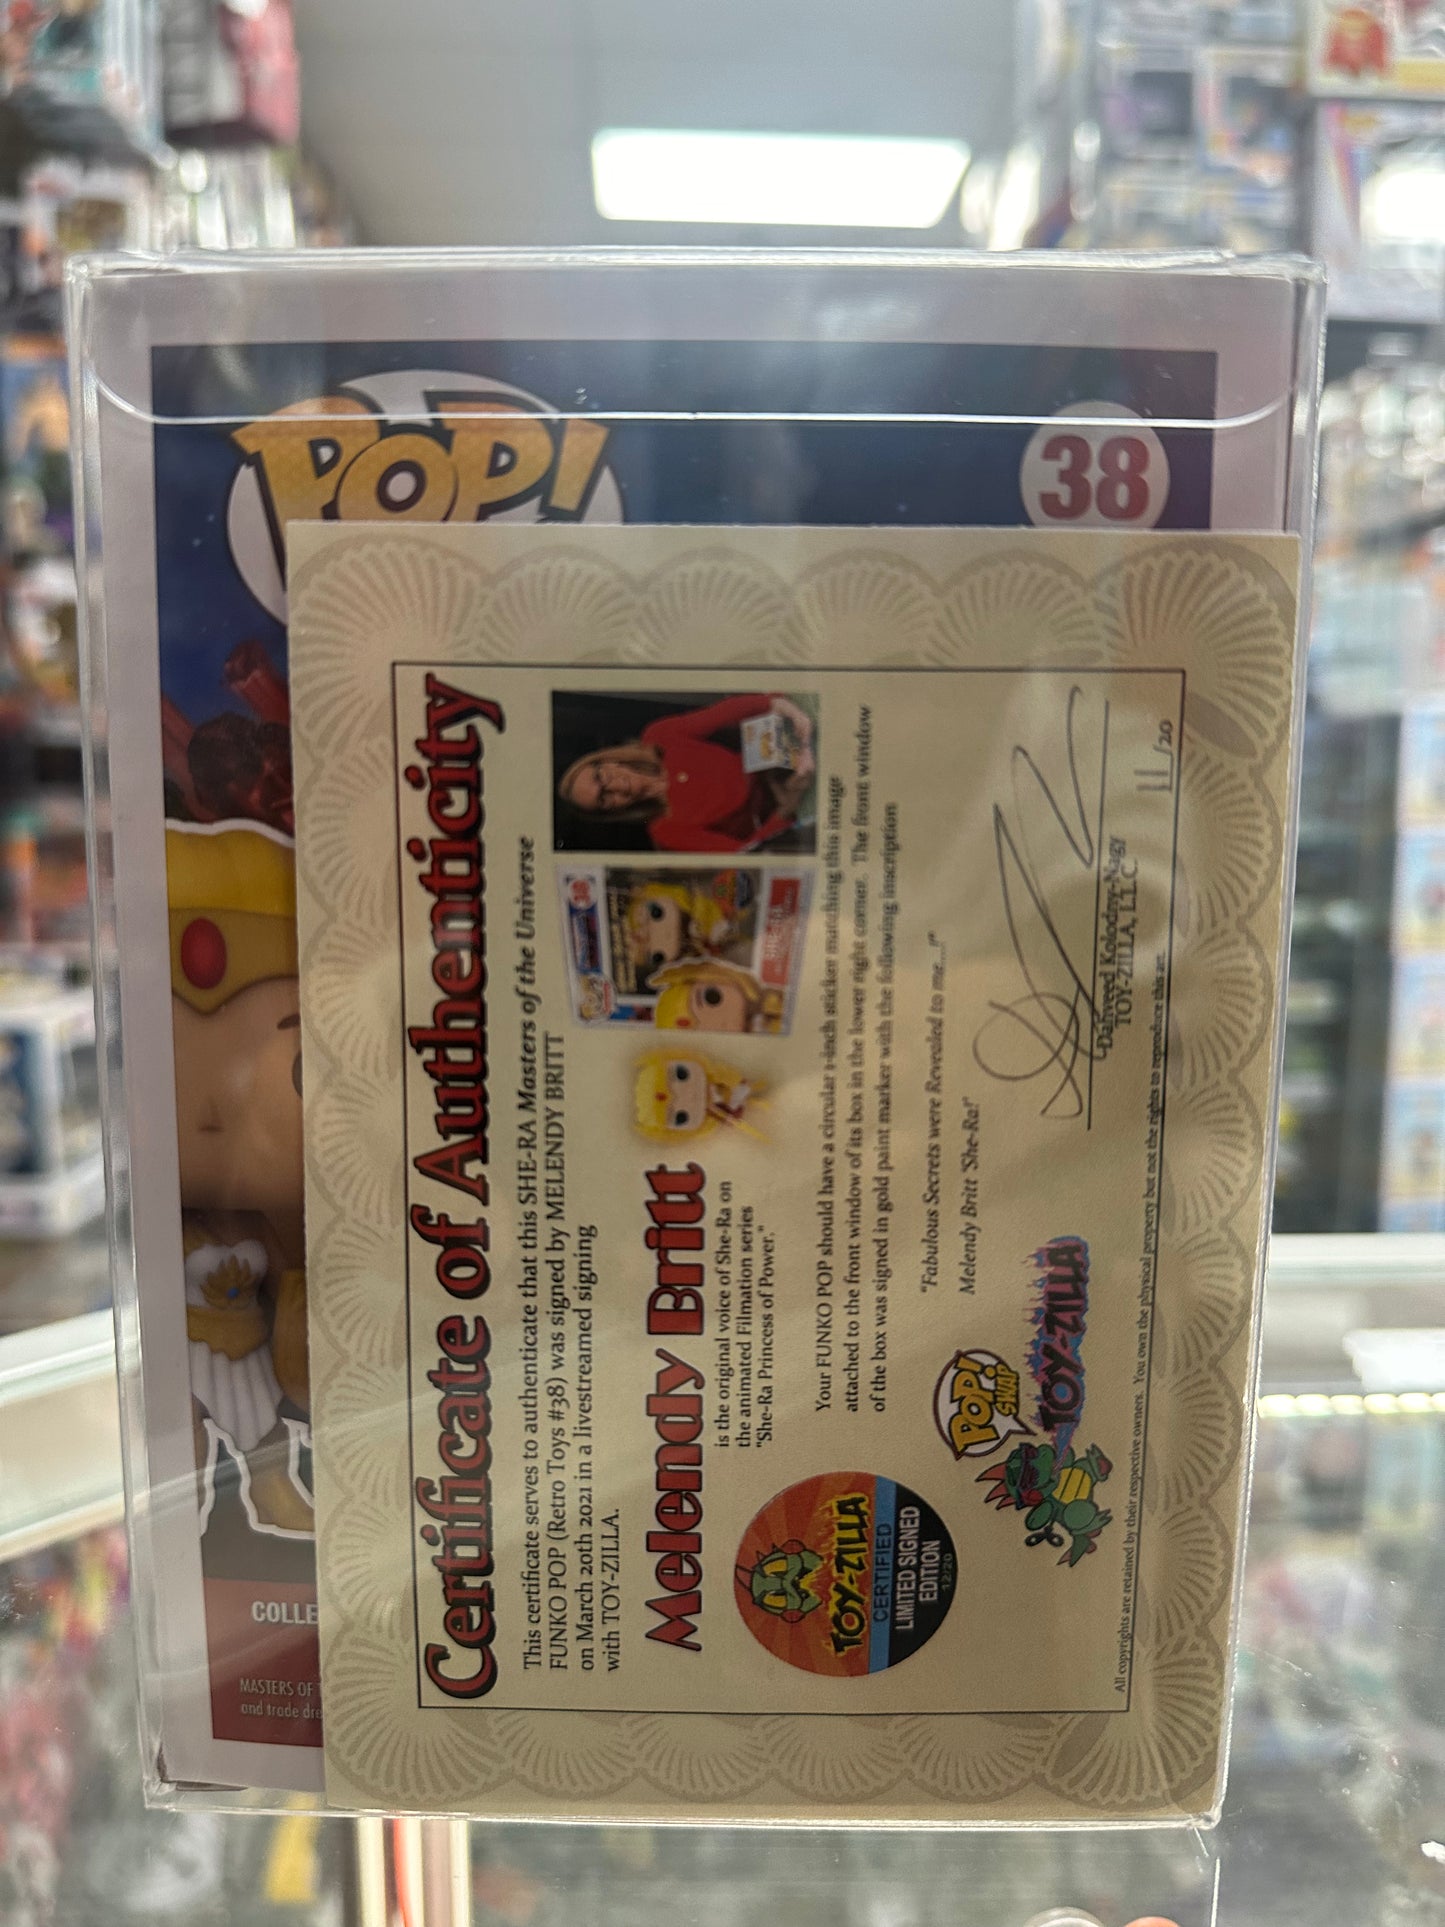 POP!
38
COLLE
MASTERS OF
and trade dre
Certificate of Authenticity
This certificate serves to authenticate that this SHE-RA Masters of the Universe
FUNKO POP (Retro Toys #38) was signed by MELENDY BRITT
on March 20th 2021 in a livestreamed signing
with TOY-ZILLA.
Melendy Britt
is the original voice of She-Ra on
the animated Filmation series
"She-Ra Princess of Power."
Your FUNKO POP should have a circular 1-inch sticker matching this image
attached to the front window of its box in the lower right corner. The front window
of the box was signed in gold paint marker with the following inscription
"Fabulous Secrets were Revealed to me...!"
Melendy Britt 'She-Ra!'
TOY-ZILLA
CERTIFIED
LIMITED SIGNED
EDITION
12/20
POP!
SWAP
TOY-ZILLA
Dahveed Kolodny-Nagy
TOY-ZILLA, LLC.
11/20
All copyrights are retained by their respective owners. You own the physical property but not the rights to reproduce this art.